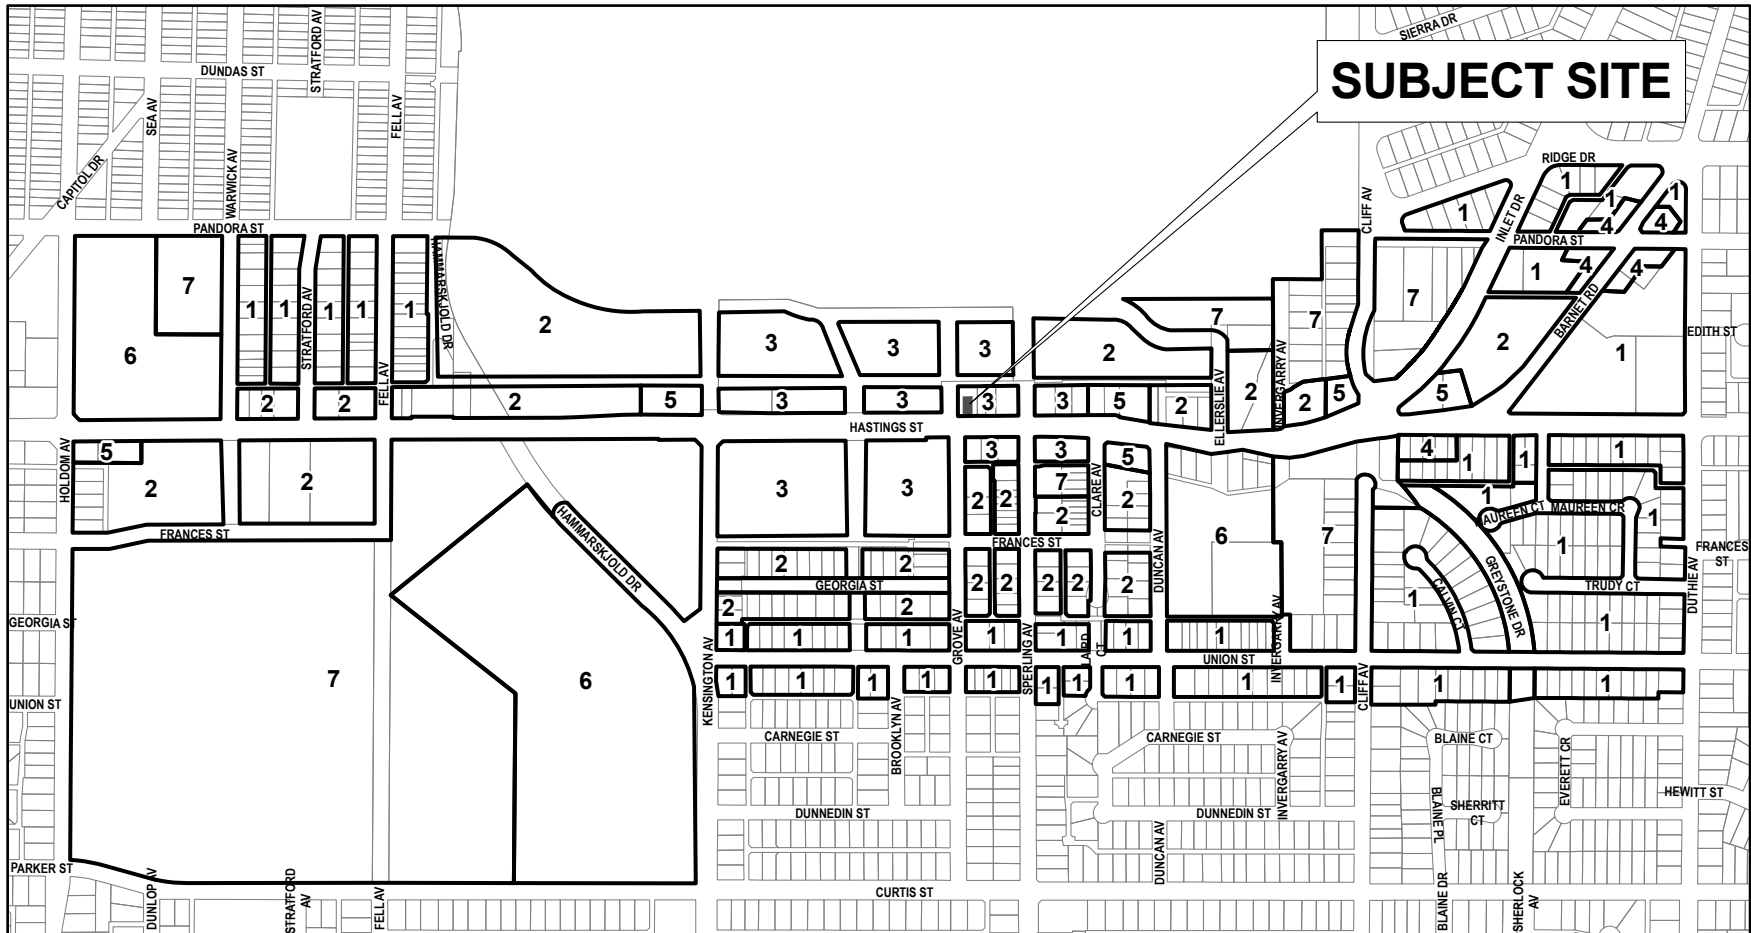 SIERRA DR
STRATFORD AV
DUNDAS ST
SUBJECT SITE
SEA AV
FELL AV
CAPITOL DR
WARWICK AV
RIDGE DR
1
1
1
CLIFF AV
1
INLET DR
4
4
PANDORA ST
PANDORA ST
HAMMARSKJOLD DR
7
1
1
1
1
1
STRATFORD AV
2
7
7
7
1
4
4
BARNET RD
EDITH ST
6
3
3
3
2
2
1
FELL AV
2
2
2
5
3
3
3
3
5
2
ELLERSLIE AV
2
INVERGARRY AV
2
5
5
HASTINGS ST
HOLDOM AV
5
2
2
3
3
3
3
5
4
1
1
1
2
2
7
2
CLARE AV
2
6
7
1
MAUREEN CR
1
HAMMARSKJOLD DR
FRANCES ST
FRANCES ST
DUNCAN AV
1
FRANCES
ST
2
2
2
2
2
2
2
GEORGIA ST
GREYSTONE DR
TRUDY CT
DUTHIE AV
CALVIN CT
1
1
GEORGIA ST
2
2
GROVE AV
1
1
1
1
1
1
1
KENSINGTON AV
SPERLING AV
CT
UNION ST
INVERGARRY AV
7
6
1
1
1
1
1
1
1
1
1
1
CLIFF AV
1
1
UNION ST
BROOKLYN AV
CARNEGIE ST
CARNEGIE ST
INVERGARRY AV
BLAINE CT
EVERETT CR
BLAINE PL
SHERRITT
CT
HEWITT ST
DUNNEDIN ST
DUNNEDIN ST
DUNCAN AV
PARKER ST
DUNLOP AV
STRATFORD
AV
FELL AV
CURTIS ST
BLAINE DR
SHERLOCK
AV